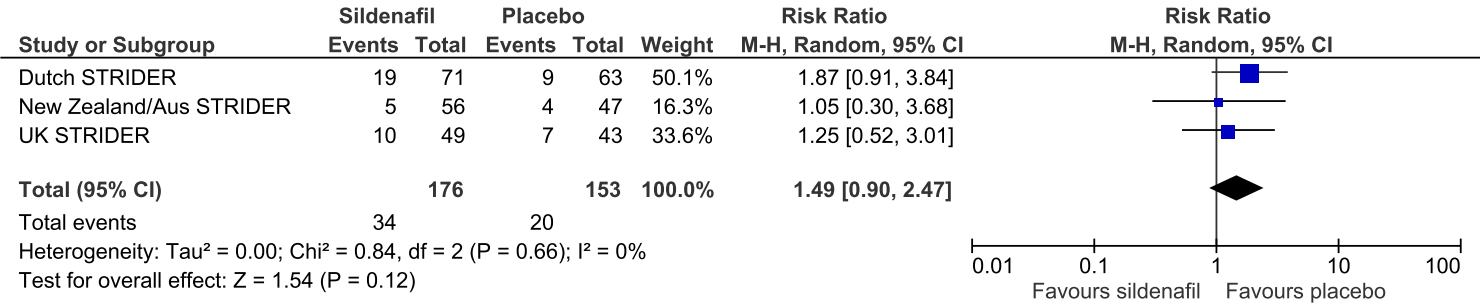 Sildenafil Placebo Risk Ratio Risk Ratio
Study or Subgroup Events Total Events Total Weight M-H, Random, 95% CI M-H, Random, 95% CI
Dutch STRIDER 19 71 9 63 50.1% 1.87 [0.91, 3.84]
New Zealand/Aus STRIDER 5 56 4 47 16.3% 1.05 [0.30, 3.68]
UK STRIDER 10 49 7 43 33.6% 1.25 [0.52, 3.01]
Total (95% CI) 176 153 100.0% 1.49 [0.90, 2.47]
Total events 34 20
Heterogeneity: Tau² = 0.00; Chi² = 0.84, df = 2 (P = 0.66); I² = 0%
Test for overall effect: Z = 1.54 (P = 0.12)
0.01 0.1 1 10 100
Favours sildenafil Favours placebo